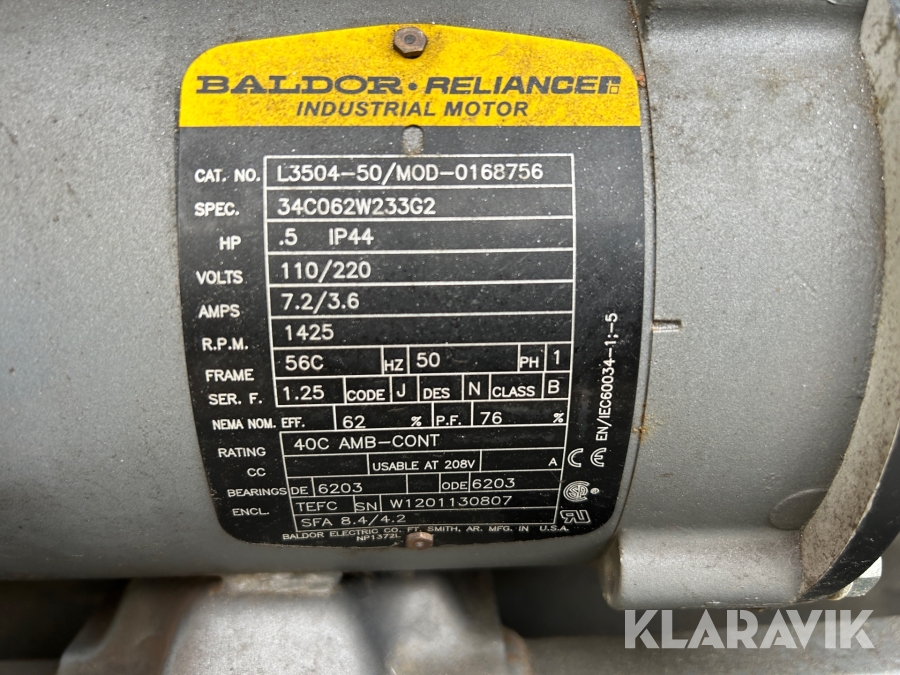 BALDOR • RELIANCER
INDUSTRIAL MOTOR
CAT. NO. L3504-50/MOD-0168756
SPEC. 34C062W233G2
HP .5 IP44
VOLTS 110/220
AMPS 7.2/3.6
R.P.M. 1425
FRAME 56C HZ 50 PH 1
SER. F. 1.25 CODE J DES N CLASS B
NEMA NOM. EFF. 62 % P.F. 76 %
RATING 40C AMB-CONT
CC USABLE AT 208V A
BEARINGS DE 6203 ODE 6203
ENCL. TEFC SN W1201130807
SFA 8.4/4.2
BALDOR ELECTRIC CO. FT. SMITH, AR. MFG. IN U.S.A.
NP1372L
CE EN/IEC60034-1;-5
KLARAVIK